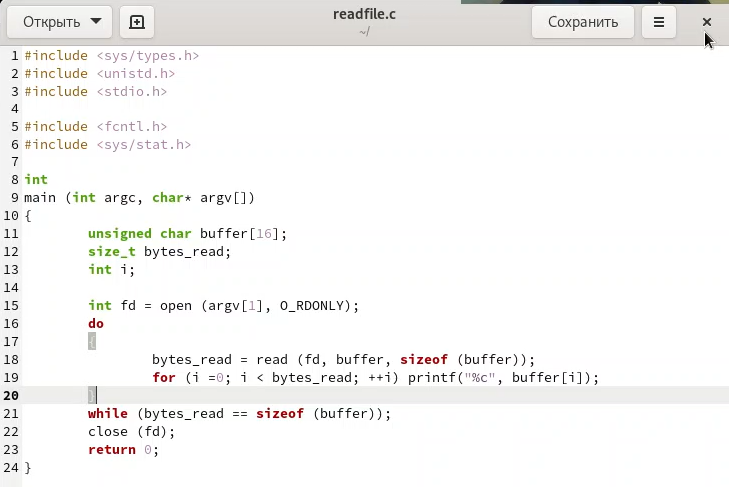 Открыть readfile.c Сохранить
~/
1 #include <sys/types.h>
2 #include <unistd.h>
3 #include <stdio.h>
4
5 #include <fcntl.h>
6 #include <sys/stat.h>
7
8 int
9 main (int argc, char* argv[])
10 {
11         unsigned char buffer[16];
12         size_t bytes_read;
13         int i;
14
15         int fd = open (argv[1], O_RDONLY);
16         do
17         {
18                 bytes_read = read (fd, buffer, sizeof (buffer));
19                 for (i =0; i < bytes_read; ++i) printf("%c", buffer[i]);
20         }
21         while (bytes_read == sizeof (buffer));
22         close (fd);
23         return 0;
24 }